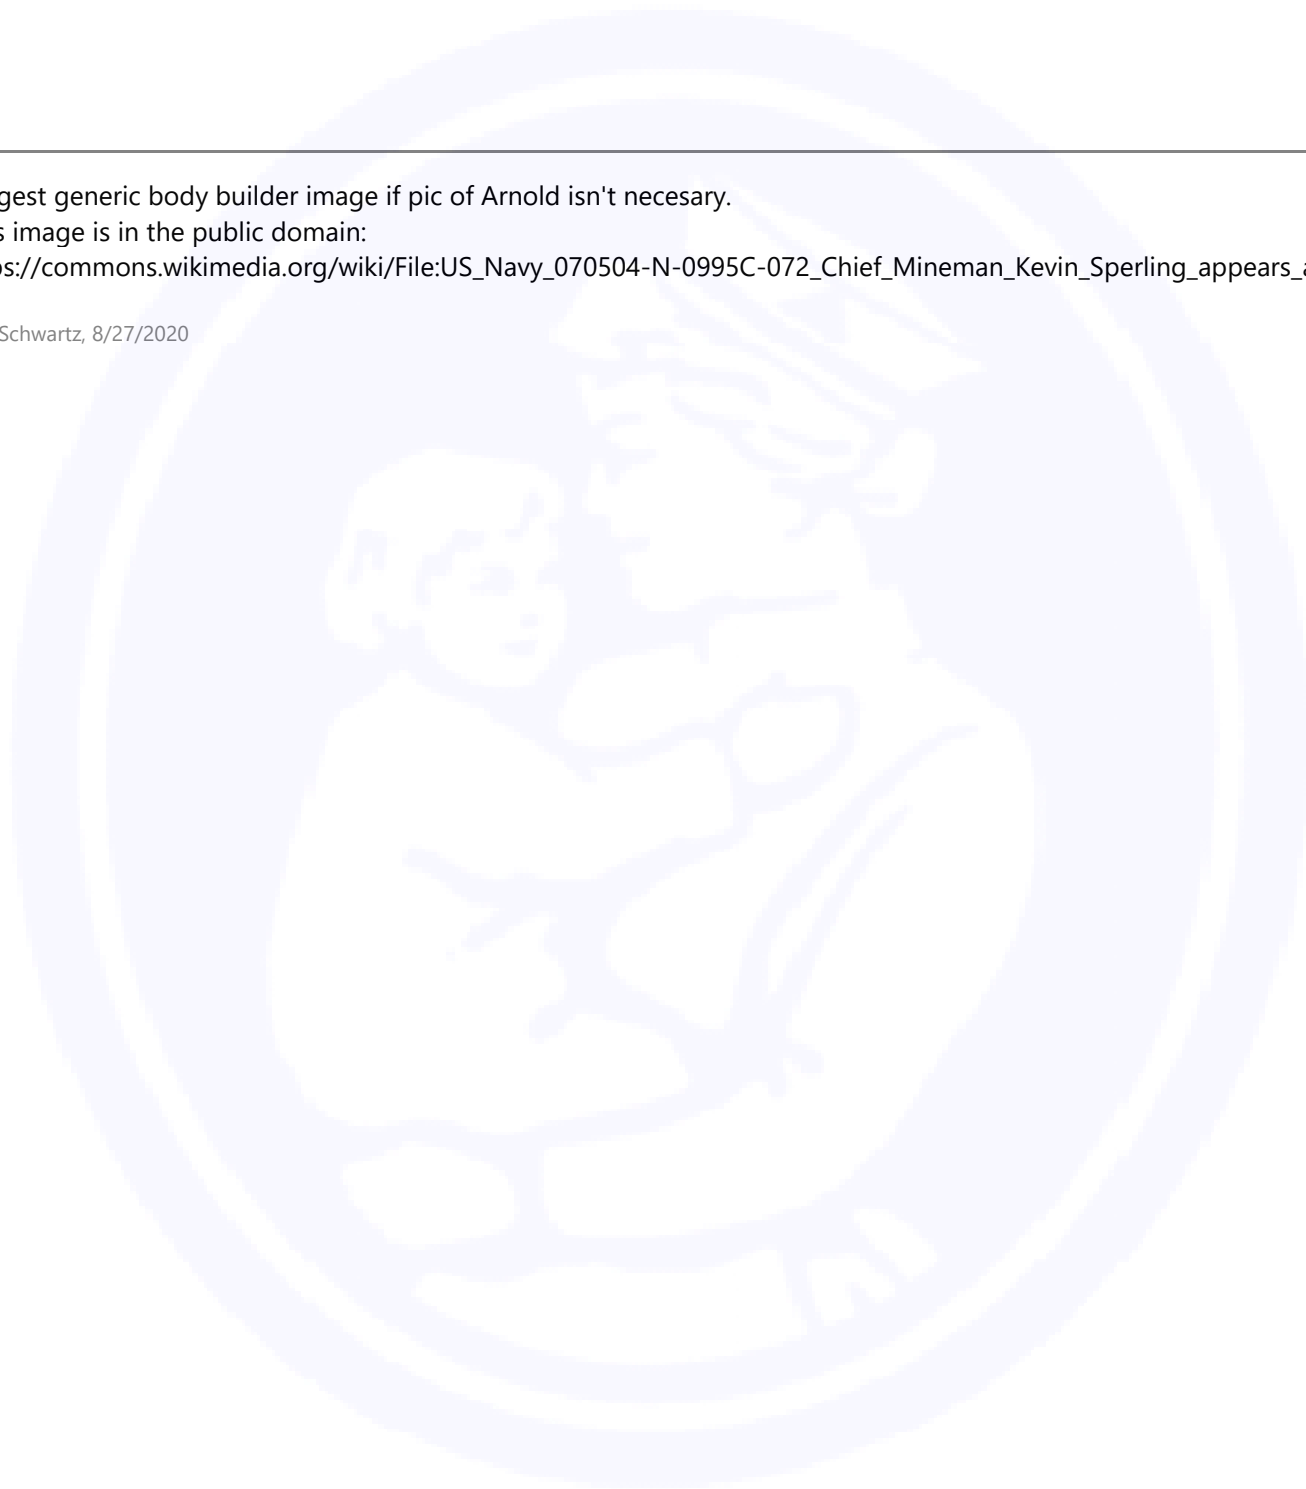 gest generic body builder image if pic of Arnold isn't necesary.
s image is in the public domain:
ps://commons.wikimedia.org/wiki/File:US_Navy_070504-N-0995C-072_Chief_Mineman_Kevin_Sperling_appears_a
Schwartz, 8/27/2020